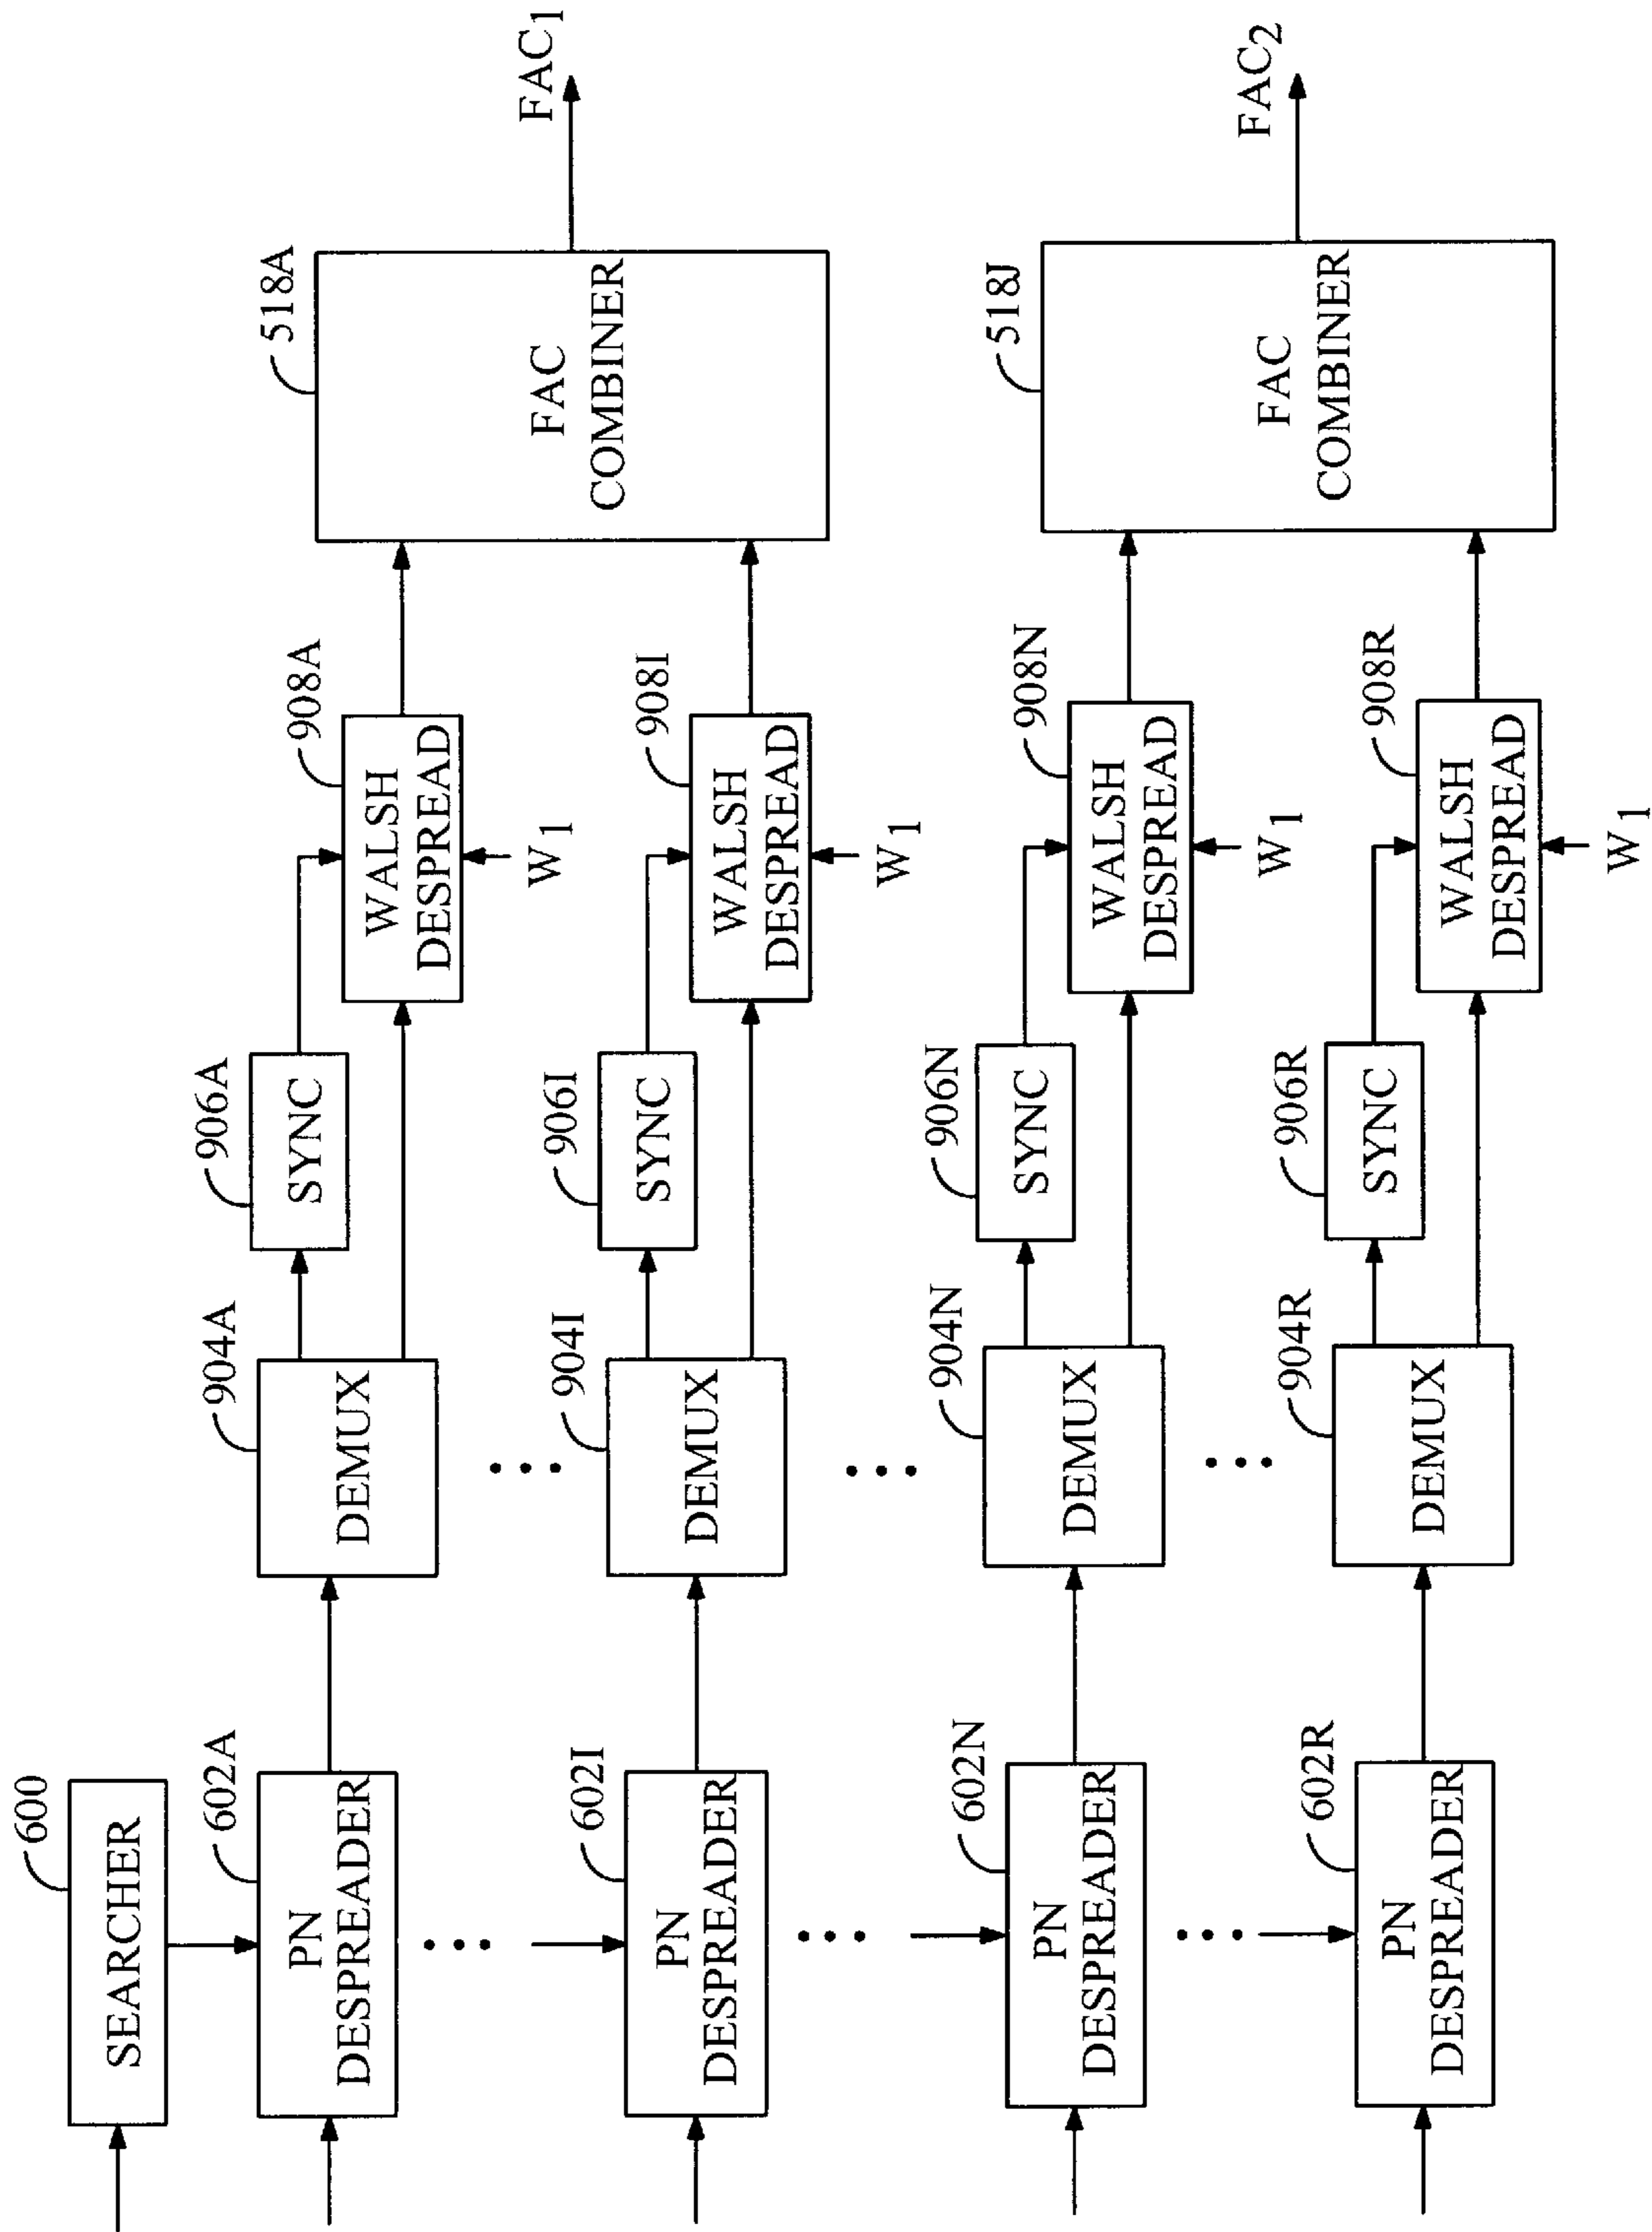 600
SEARCHER
602A
PN
DESPREADER
904A
DEMUX
906A
SYNC
908A
WALSH
DESPREAD
W1
518A
FAC
COMBINER
FAC1
602I
PN
DESPREADER
904I
DEMUX
906I
SYNC
908I
WALSH
DESPREAD
W1
602N
PN
DESPREADER
904N
DEMUX
906N
SYNC
908N
WALSH
DESPREAD
W1
518J
FAC
COMBINER
FAC2
602R
PN
DESPREADER
904R
DEMUX
906R
SYNC
908R
WALSH
DESPREAD
W1